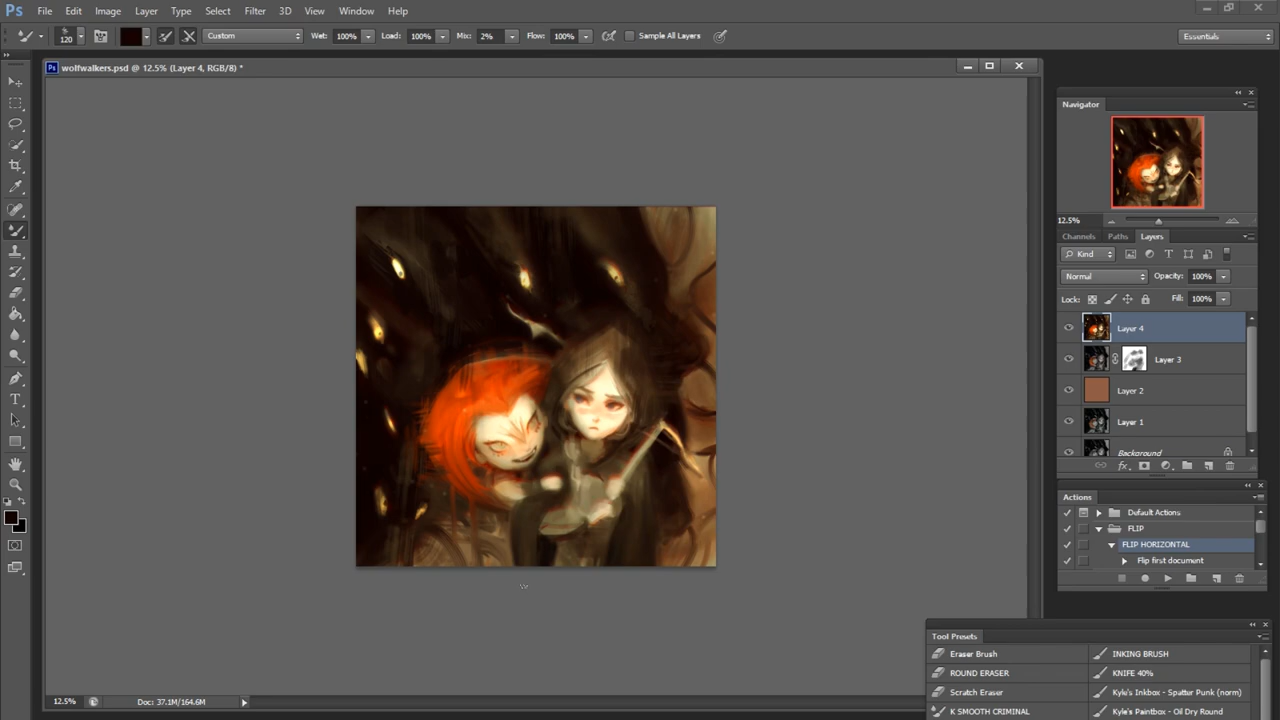 Ps File Edit Image Layer Type Select Filter 3D View Window Help
120 Custom Wet: 100% Load: 100% Mix: 2% Flow: 100% Sample All Layers Essentials
Ps wolfwalkers.psd @ 12.5% (Layer 4, RGB/8) *
Navigator
12.5%
Channels Paths Layers
Kind
Normal Opacity: 100%
Lock: Fill: 100%
Layer 4
Layer 3
Layer 2
Layer 1
Background
Actions
Default Actions
FLIP
FLIP HORIZONTAL
Flip first document
Tool Presets
Eraser Brush INKING BRUSH
ROUND ERASER KNIFE 40%
Scratch Eraser Kyle's Inkbox - Spatter Punk (norm)
K SMOOTH CRIMINAL Kyle's Paintbox - Oil Dry Round
12.5% Doc: 37.1M/164.6M